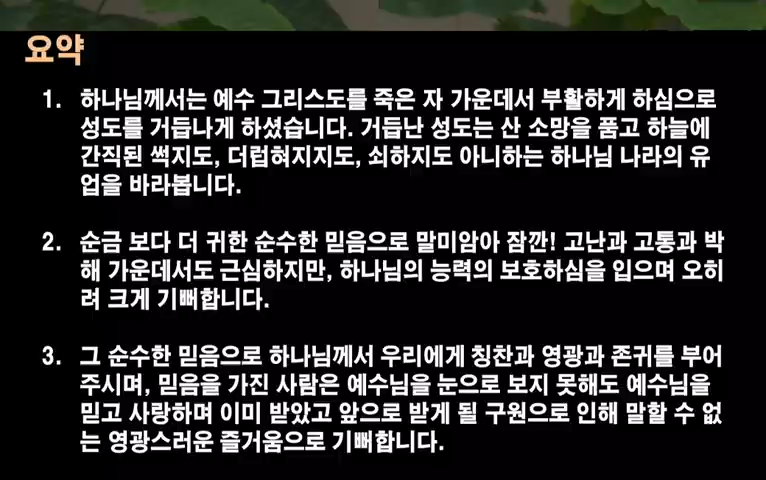 요약
1. 하나님께서는 예수 그리스도를 죽은 자 가운데서 부활하게 하심으로
성도를 거듭나게 하셨습니다. 거듭난 성도는 산 소망을 품고 하늘에
간직된 썩지도, 더럽혀지지도, 쇠하지도 아니하는 하나님 나라의 유
업을 바라봅니다.
2. 순금 보다 더 귀한 순수한 믿음으로 말미암아 잠깐! 고난과 고통과 박
해 가운데서도 근심하지만, 하나님의 능력의 보호하심을 입으며 오히
려 크게 기뻐합니다.
3. 그 순수한 믿음으로 하나님께서 우리에게 칭찬과 영광과 존귀를 부어
주시며, 믿음을 가진 사람은 예수님을 눈으로 보지 못해도 예수님을
믿고 사랑하며 이미 받았고 앞으로 받게 될 구원으로 인해 말할 수 없
는 영광스러운 즐거움으로 기뻐합니다.